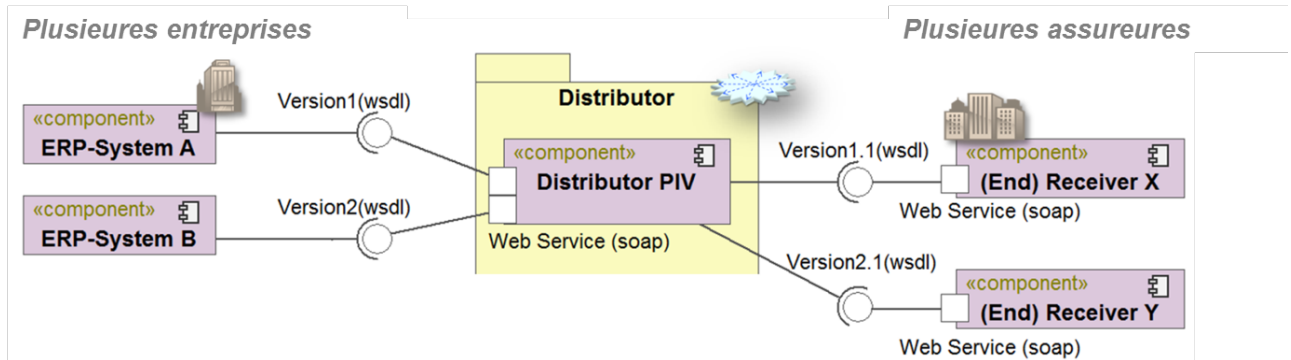 Plusieures entreprises
Plusieures assureures
«component»
ERP-System A
Version1(wsdl)
Distributor
«component»
Distributor PIV
Version1.1(wsdl)
«component»
(End) Receiver X
Web Service (soap)
«component»
ERP-System B
Version2(wsdl)
Web Service (soap)
Version2.1(wsdl)
«component»
(End) Receiver Y
Web Service (soap)